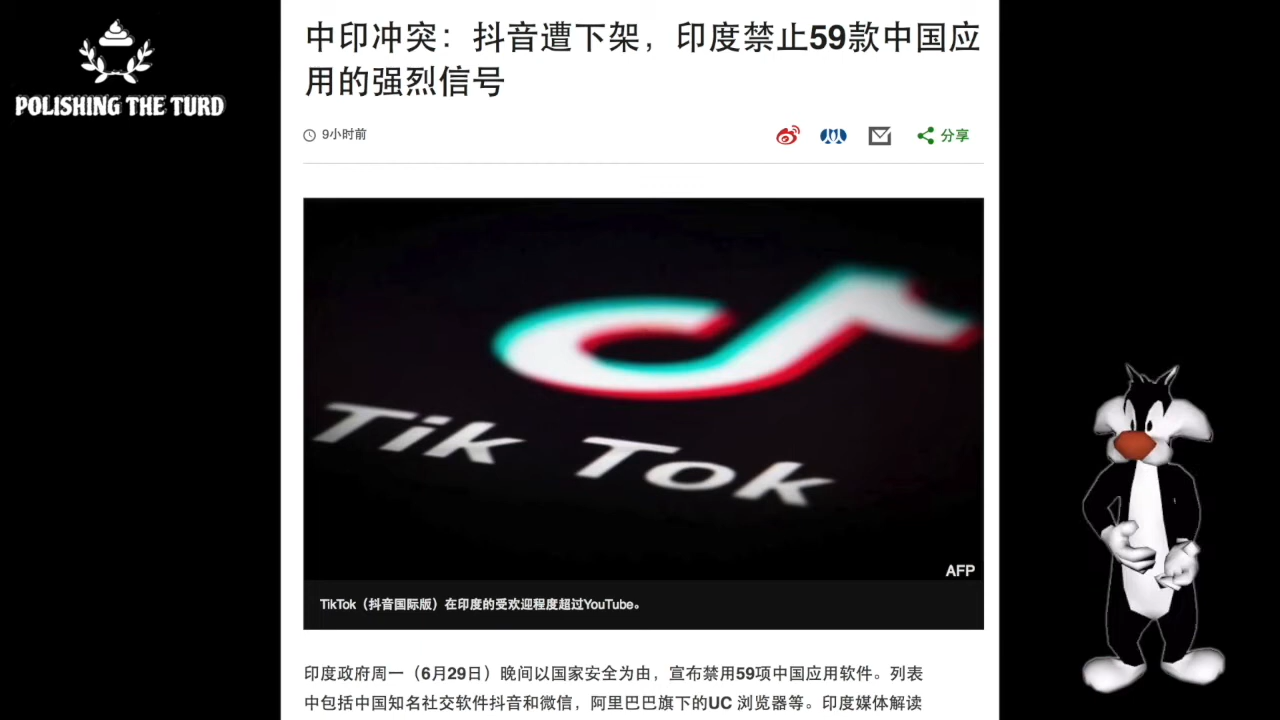 中印冲突：抖音遭下架，印度禁止59款中国应
用的强烈信号
POLISHING THE TURD
9小时前
分享
Tik Tok
AFP
TikTok（抖音国际版）在印度的受欢迎程度超过YouTube。
印度政府周一（6月29日）晚间以国家安全为由，宣布禁用59项中国应用软件。列表
中包括中国知名社交软件抖音和微信，阿里巴巴旗下的UC 浏览器等。印度媒体解读